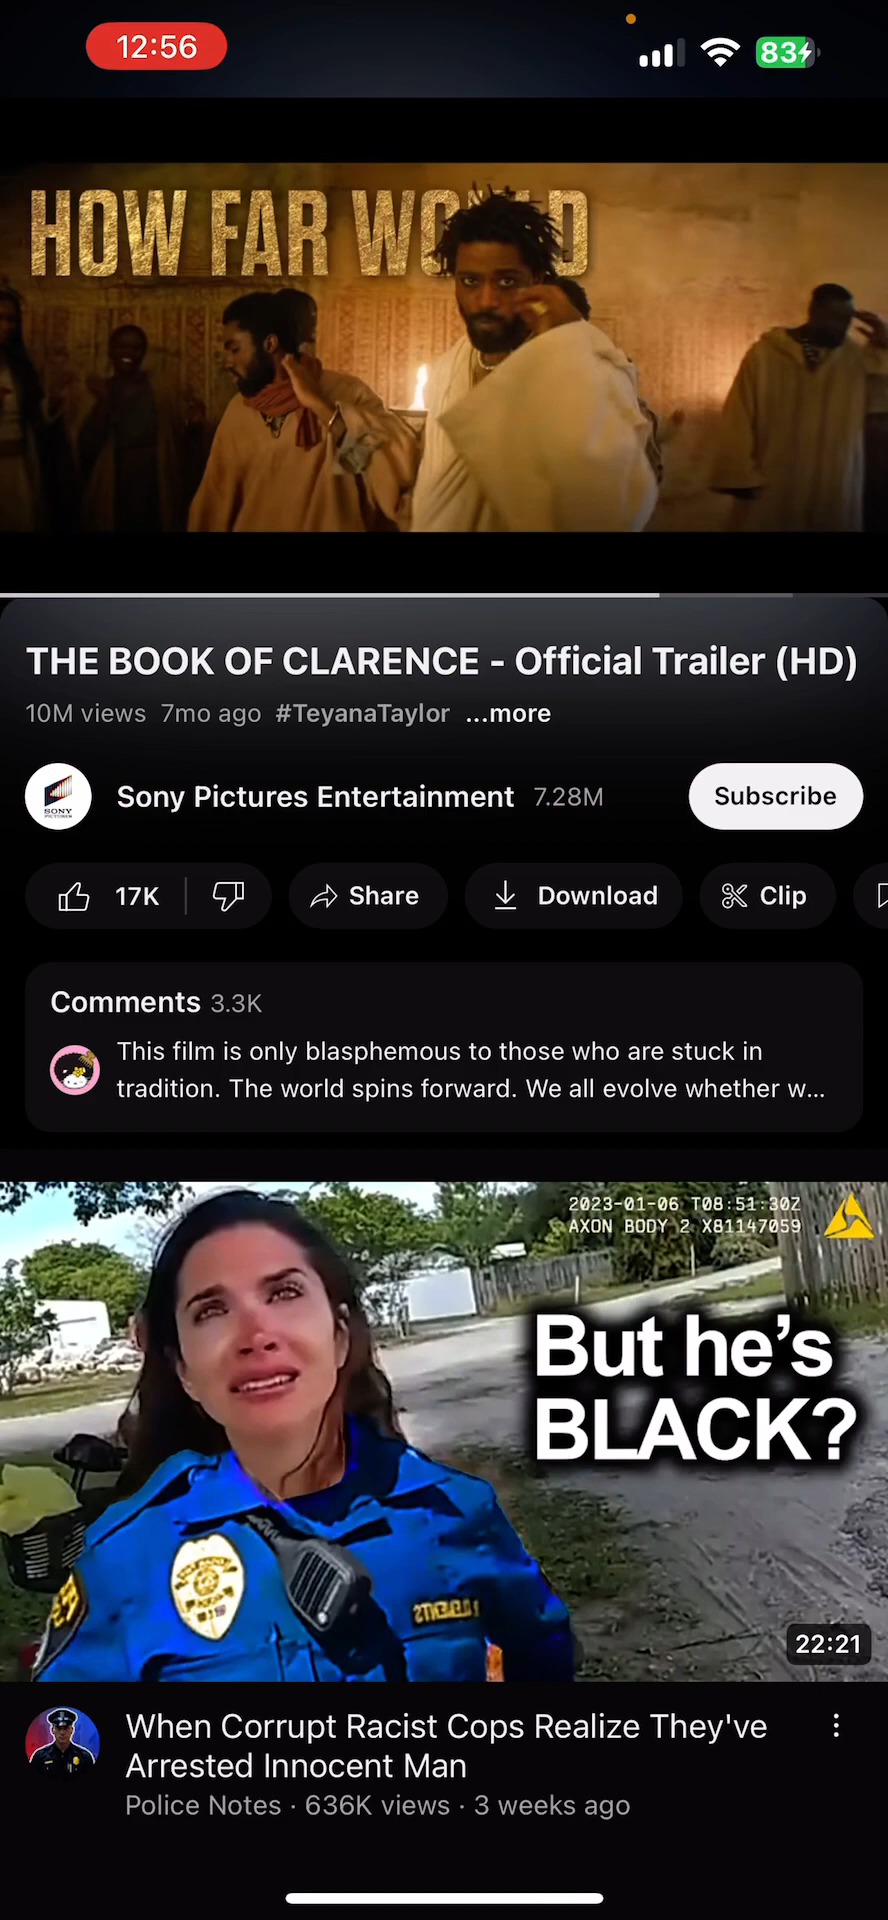 12:56
83
HOW FAR WOULD
THE BOOK OF CLARENCE - Official Trailer (HD)
10M views 7mo ago #TeyanaTaylor ...more
SONY
PICTURES
Sony Pictures Entertainment 7.28M
Subscribe
17K
Share
Download
Clip
Comments 3.3K
This film is only blasphemous to those who are stuck in
tradition. The world spins forward. We all evolve whether w...
2023-01-06 T08:51:30Z
AXON BODY 2 X81147059
But he's
BLACK?
22:21
When Corrupt Racist Cops Realize They've
Arrested Innocent Man
Police Notes · 636K views · 3 weeks ago